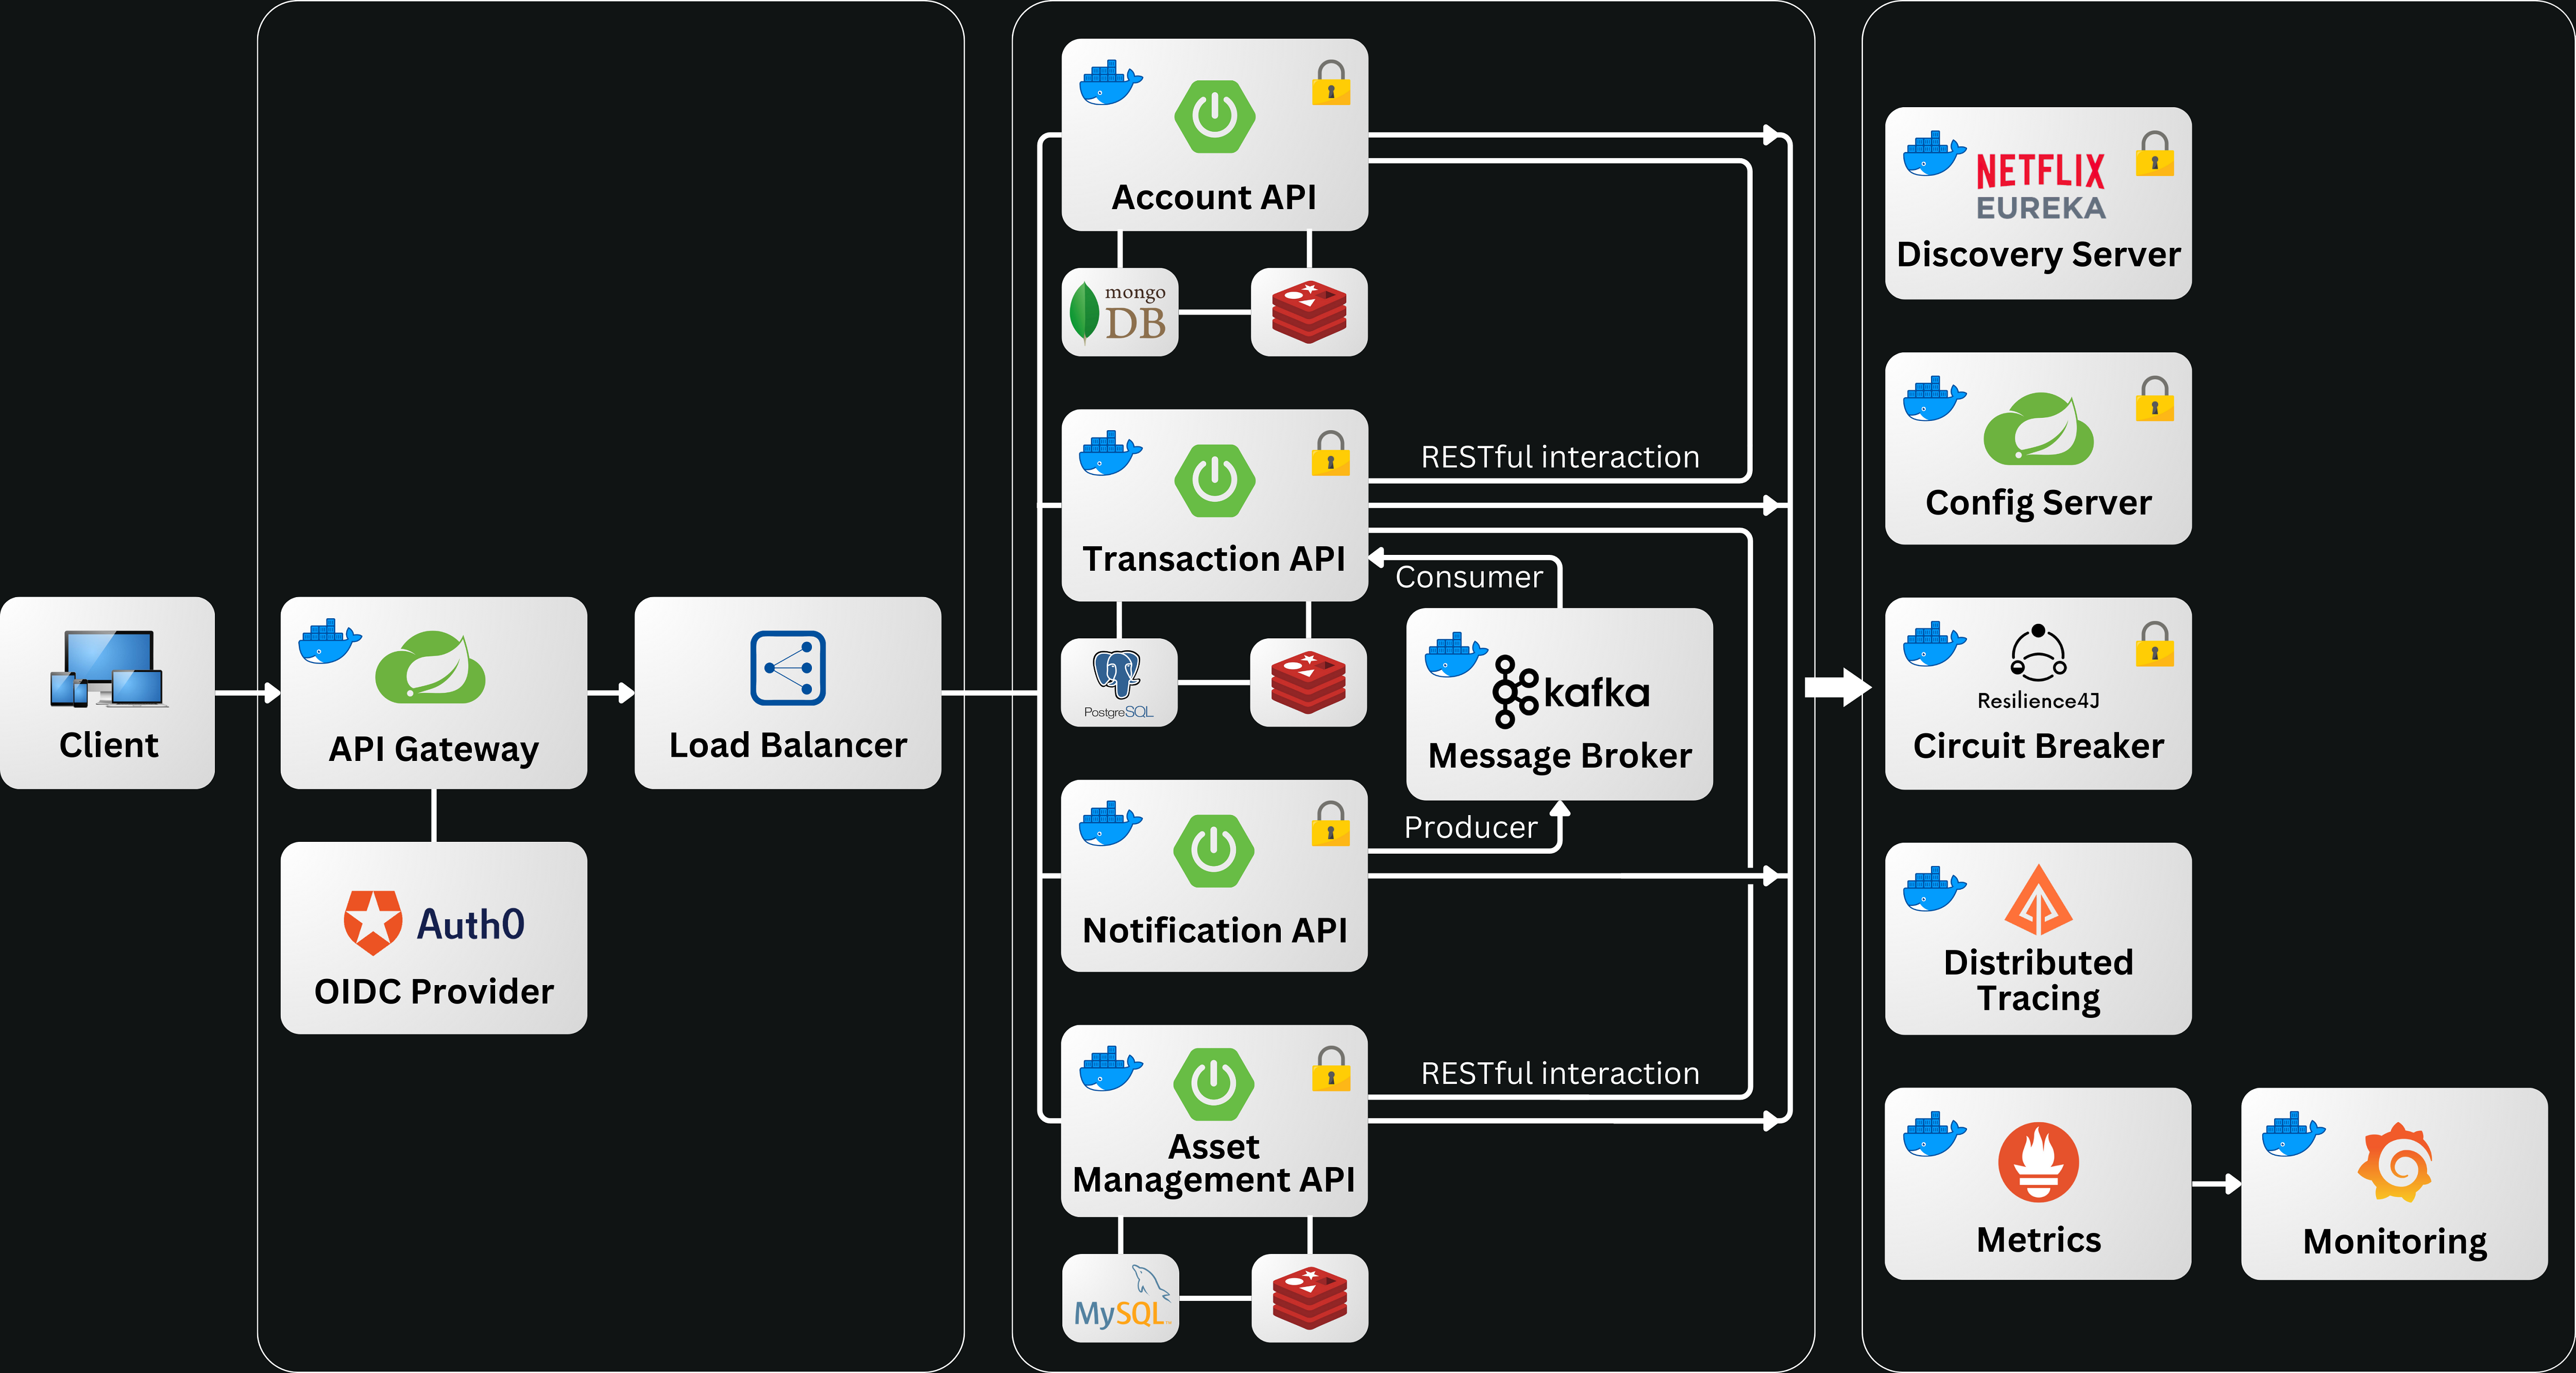 Client
API Gateway
Auth0
OIDC Provider
Load Balancer
Account API
mongo
DB
Transaction API
PostgreSQL
Notification API
Asset
Management API
MySQL
RESTful interaction
Consumer
kafka
Message Broker
Producer
RESTful interaction
NETFLIX
EUREKA
Discovery Server
Config Server
Resilience4J
Circuit Breaker
Distributed
Tracing
Metrics
Monitoring